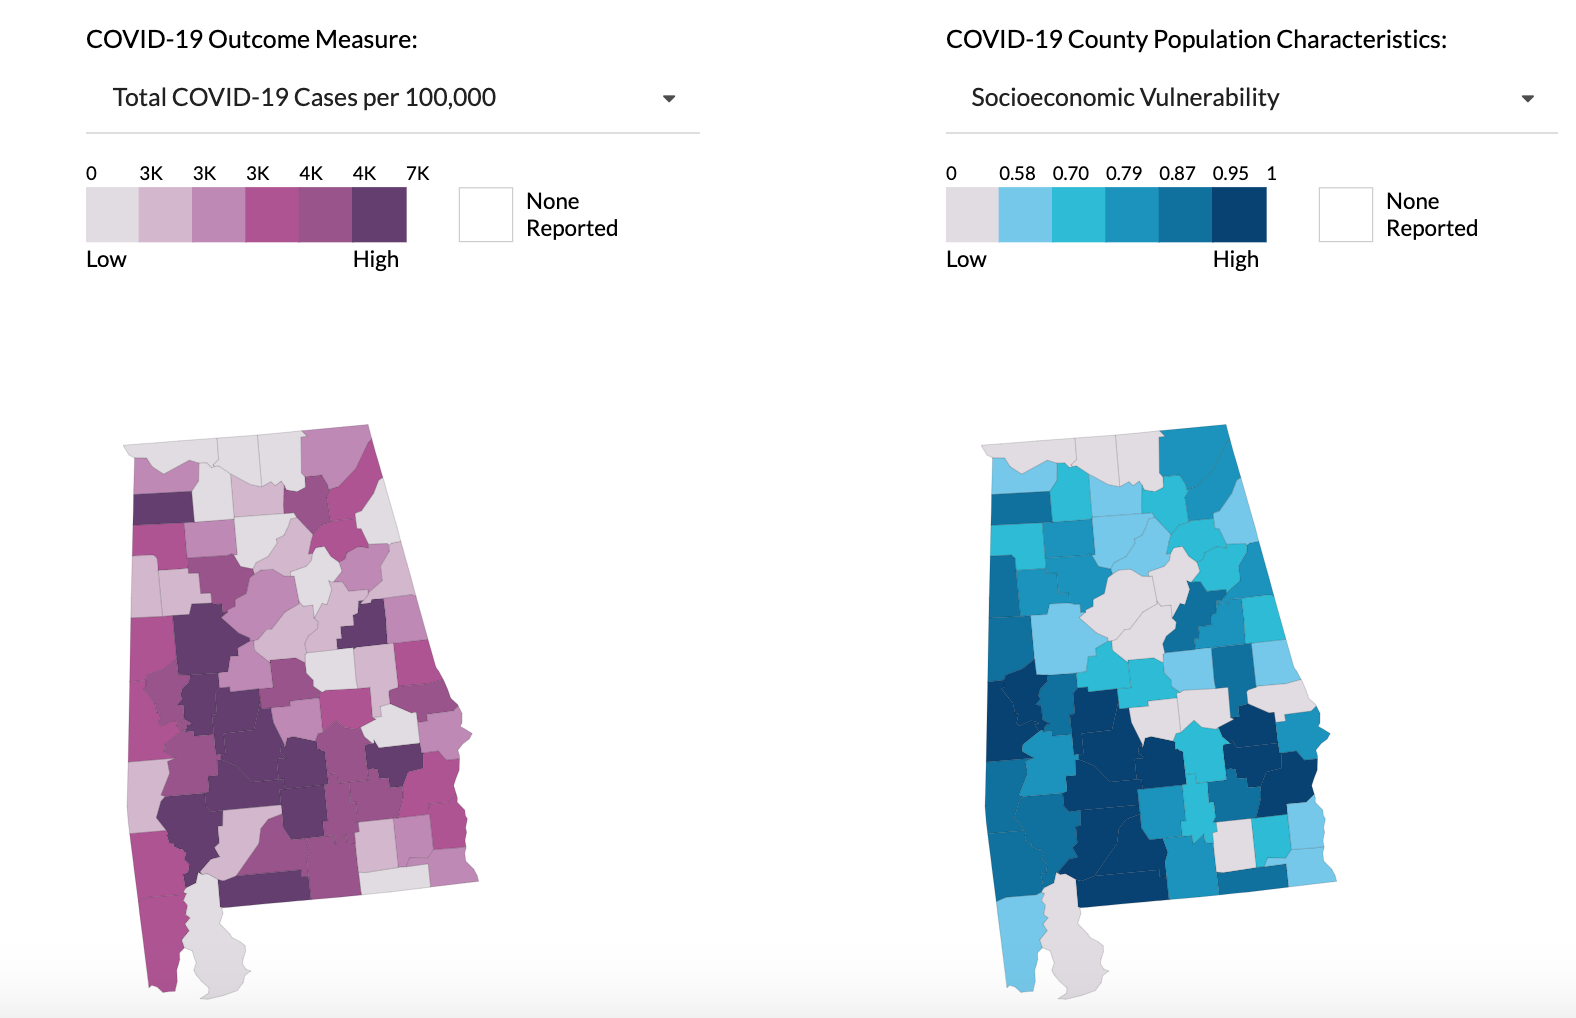 COVID-19 Outcome Measure:
Total COVID-19 Cases per 100,000
0 3K 3K 3K 4K 4K 7K
None
Reported
Low High
COVID-19 County Population Characteristics:
Socioeconomic Vulnerability
0 0.58 0.70 0.79 0.87 0.95 1
None
Reported
Low High